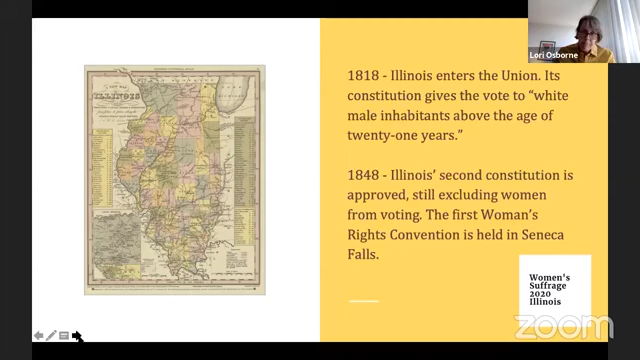 Lori Osborne
ILLINOIS
1818 - Illinois enters the Union. Its
constitution gives the vote to “white
male inhabitants above the age of
twenty-one years.”
1848 - Illinois’ second constitution is
approved, still excluding women
from voting. The first Woman’s
Rights Convention is held in Seneca
Falls.
Women's
Suffrage
2020
Illinois
zoom